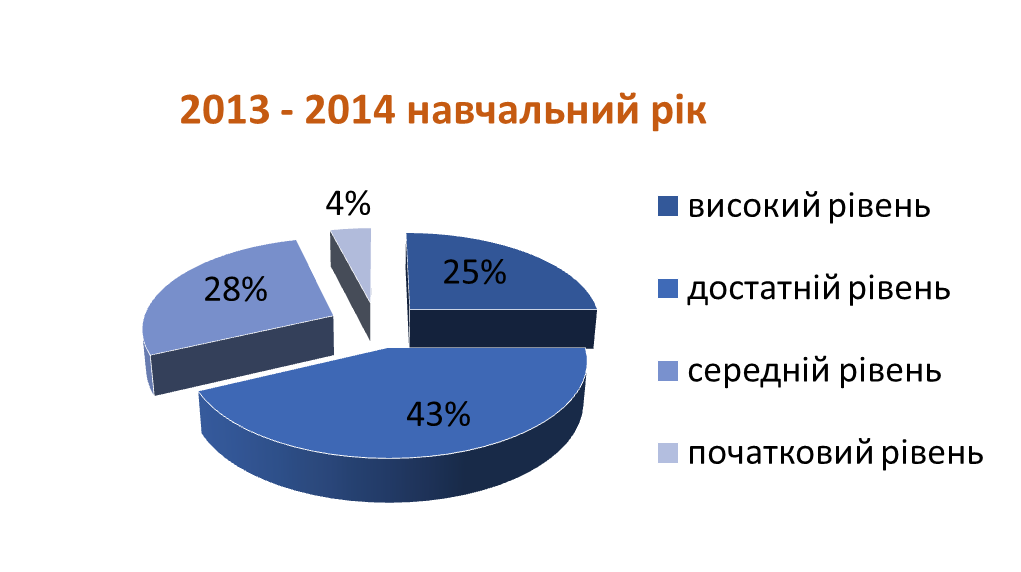 2013 - 2014 навчальний рік
4%
25%
28%
43%
високий рівень
достатній рівень
середній рівень
початковий рівень